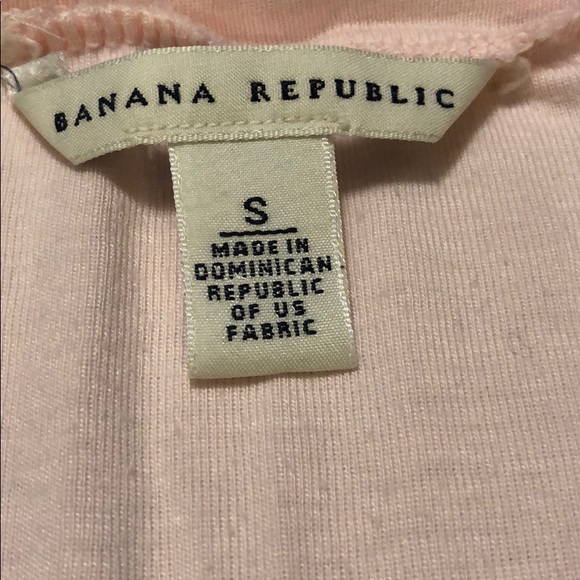 BANANA REPUBLIC
S
MADE IN
DOMINICAN
REPUBLIC
OF US
FABRIC